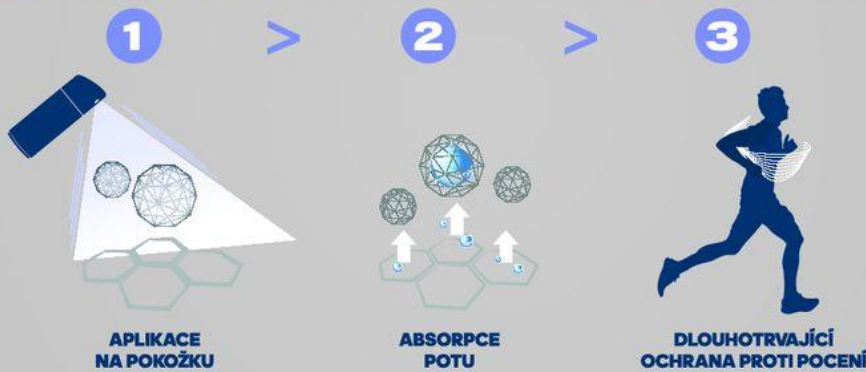 1 > 2 > 3
APLIKACE
NA POKOŽKU
ABSORPCE
POTU
DLOUHOTRVAJÍCÍ
OCHRANA PROTI POCENÍ